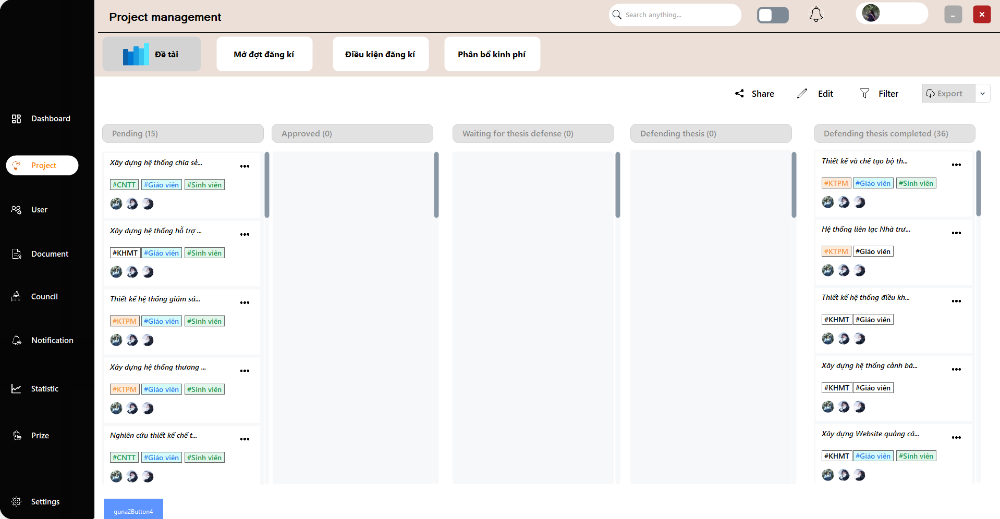 Project management
Search anything...
Đề tài
Mở đợt đăng kí
Điều kiện đăng kí
Phân bổ kinh phí
Share
Edit
Filter
Export
Dashboard
Project
User
Document
Council
Notification
Statistic
Prize
Settings
Pending (15)
Xây dựng hệ thống chia sẻ...
#CNTT #Giáo viên #Sinh viên
Xây dựng hệ thống hỗ trợ ...
#KHMT #Giáo viên #Sinh viên
Thiết kế hệ thống giám sá...
#KTPM #Giáo viên #Sinh viên
Xây dựng hệ thống thương ...
#KTPM #Giáo viên #Sinh viên
Nghiên cứu thiết kế chế t...
#CNTT #Giáo viên #Sinh viên
Approved (0)
Waiting for thesis defense (0)
Defending thesis (0)
Defending thesis completed (36)
Thiết kế và chế tạo bộ th...
#KTPM #Giáo viên #Sinh viên
Hệ thống liên lạc Nhà trư...
#KTPM #Giáo viên
Thiết kế hệ thống điều kh...
#KHMT #Giáo viên
Xây dựng hệ thống cảnh bá...
#KHMT #Giáo viên
Xây dựng Website quảng cá...
#KHMT #Giáo viên #Sinh viên
guna2Button4